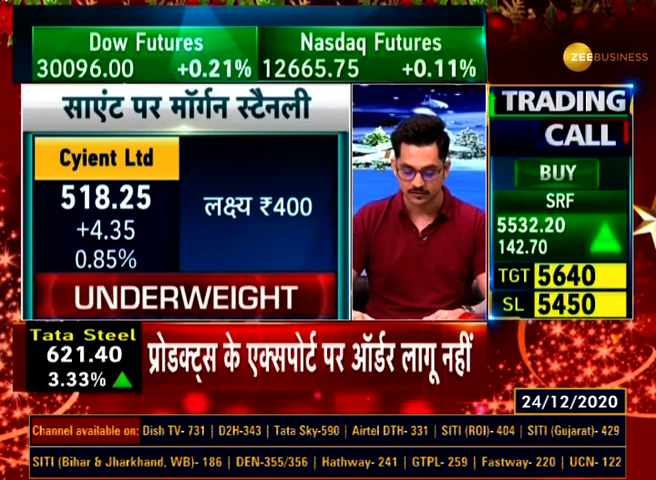 Dow Futures
30096.00 +0.21%
Nasdaq Futures
12665.75 +0.11%
ZEEBUSINESS
साएंट पर मॉर्गन स्टैनली
Cyient Ltd
518.25
+4.35
0.85%
लक्ष्य ₹400
UNDERWEIGHT
TRADING
CALL
BUY
SRF
5532.20
142.70
TGT 5640
SL 5450
Tata Steel
621.40
3.33%
प्रोडक्ट्स के एक्सपोर्ट पर ऑर्डर लागू नहीं
24/12/2020
Channel available on: Dish TV- 731 | D2H-343 | Tata Sky-590 | Airtel DTH- 331 | SITI (ROI)- 404 | SITI (Gujarat)- 429
SITI (Bihar & Jharkhand, WB)- 186 | DEN-355/356 | Hathway- 241 | GTPL- 259 | Fastway- 220 | UCN- 122